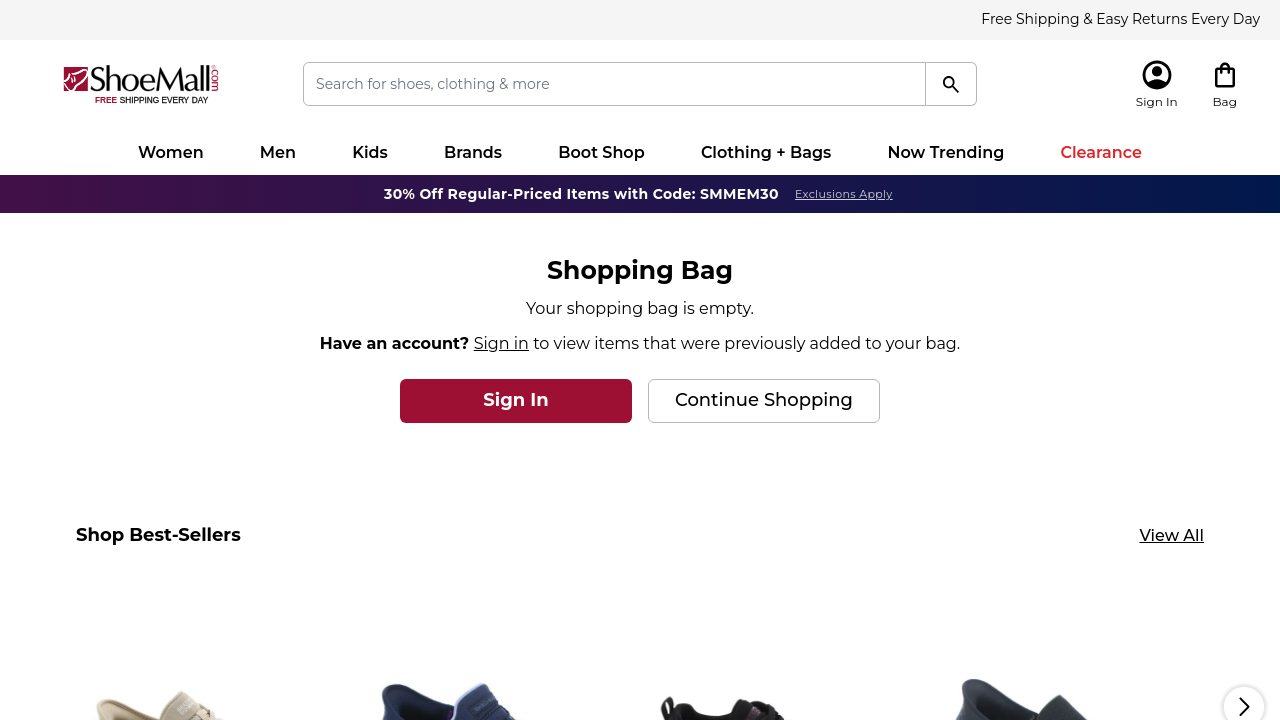 Free Shipping & Easy Returns Every Day
ShoeMall.com
FREE SHIPPING EVERY DAY
Search for shoes, clothing & more
Sign In
Bag
Women
Men
Kids
Brands
Boot Shop
Clothing + Bags
Now Trending
Clearance
30% Off Regular-Priced Items with Code: SMMEM30
Exclusions Apply
Shopping Bag
Your shopping bag is empty.
Have an account? Sign in to view items that were previously added to your bag.
Sign In
Continue Shopping
Shop Best-Sellers
View All